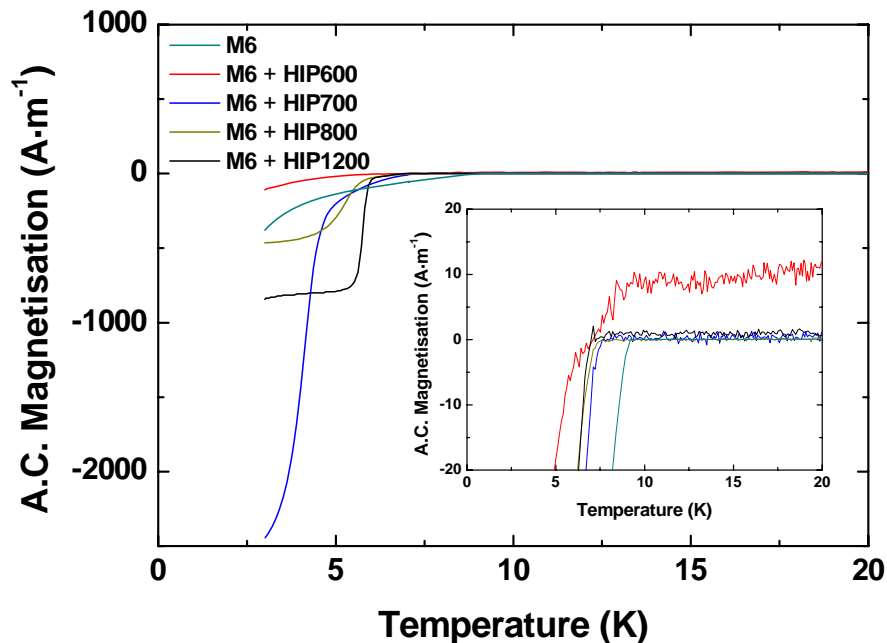 1000
0
-1000
-2000
A.C. Magnetisation (A·m⁻¹)
M6
M6 + HIP600
M6 + HIP700
M6 + HIP800
M6 + HIP1200
20
10
0
-10
-20
A.C. Magnetisation (A·m⁻¹)
0 5 10 15 20
Temperature (K)
0 5 10 15 20
Temperature (K)